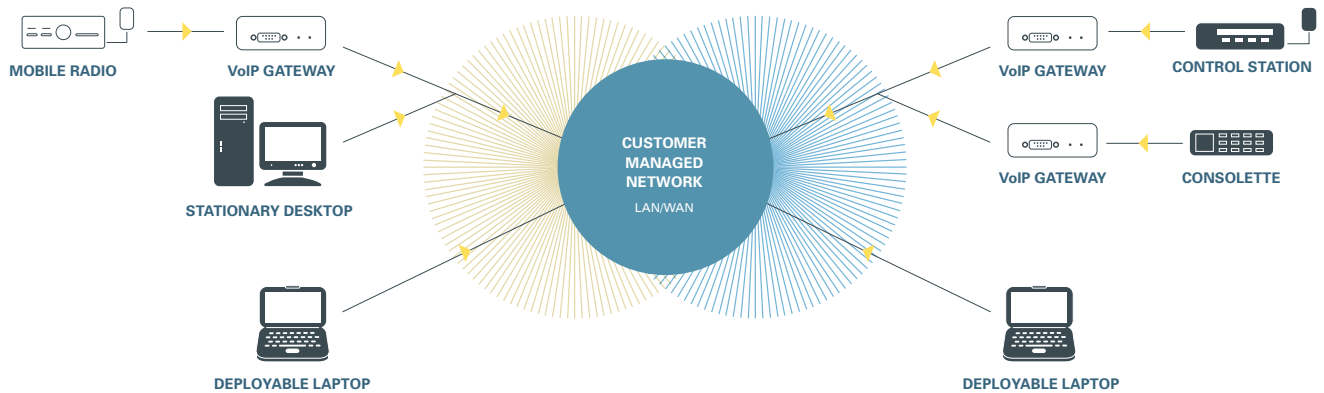 MOBILE RADIO
VoIP GATEWAY
STATIONARY DESKTOP
DEPLOYABLE LAPTOP
CUSTOMER
MANAGED
NETWORK
LAN/WAN
VoIP GATEWAY
CONTROL STATION
VoIP GATEWAY
CONSOLETTE
DEPLOYABLE LAPTOP